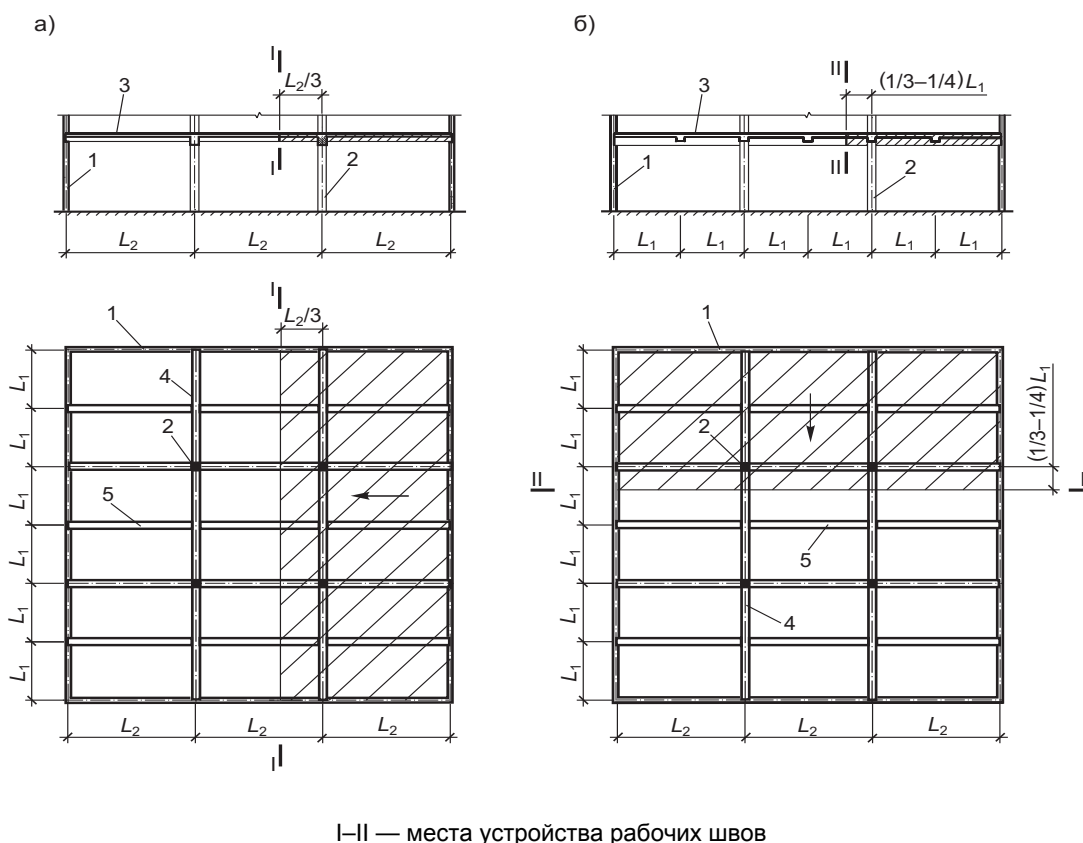 а)
I
L2/3
3
1
I
2
L2 L2 L2
I
L2/3
1
4
2
5
L1
L1
L1
L1
L1
L1
L2 L2 L2
I
б)
II
(1/3–1/4)L1
3
1
II
2
L1 L1 L1 L1 L1 L1
1
2
(1/3–1/4)L1
II
I
5
4
L1
L1
L1
L1
L1
L1
L2 L2 L2
I–II — места устройства рабочих швов